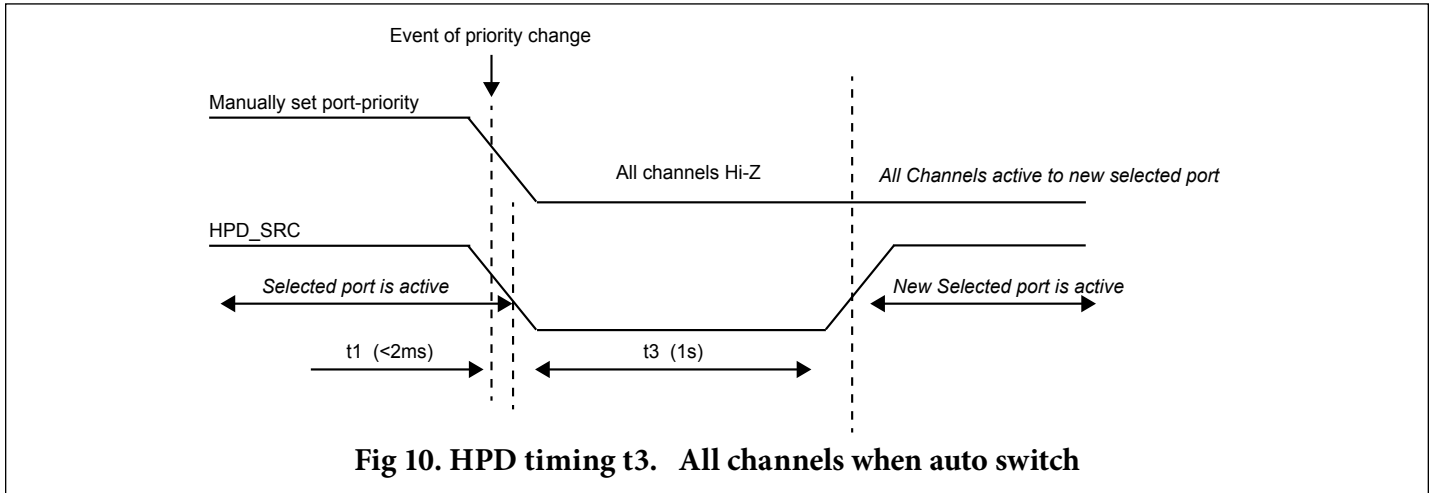 Event of priority change
Manually set port-priority
All channels Hi-Z
All Channels active to new selected port
HPD_SRC
Selected port is active
New Selected port is active
t1 (<2ms)
t3 (1s)
Fig 10. HPD timing t3. All channels when auto switch